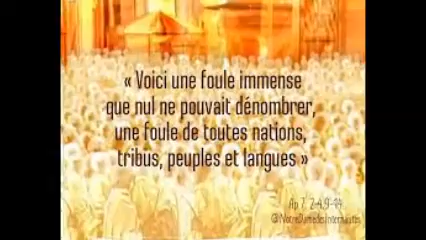 « Voici une foule immense
que nul ne pouvait dénombrer,
une foule de toutes nations,
tribus, peuples et langues »
Ap 7, 2-4.9-14
@NotreDamedesInternautes